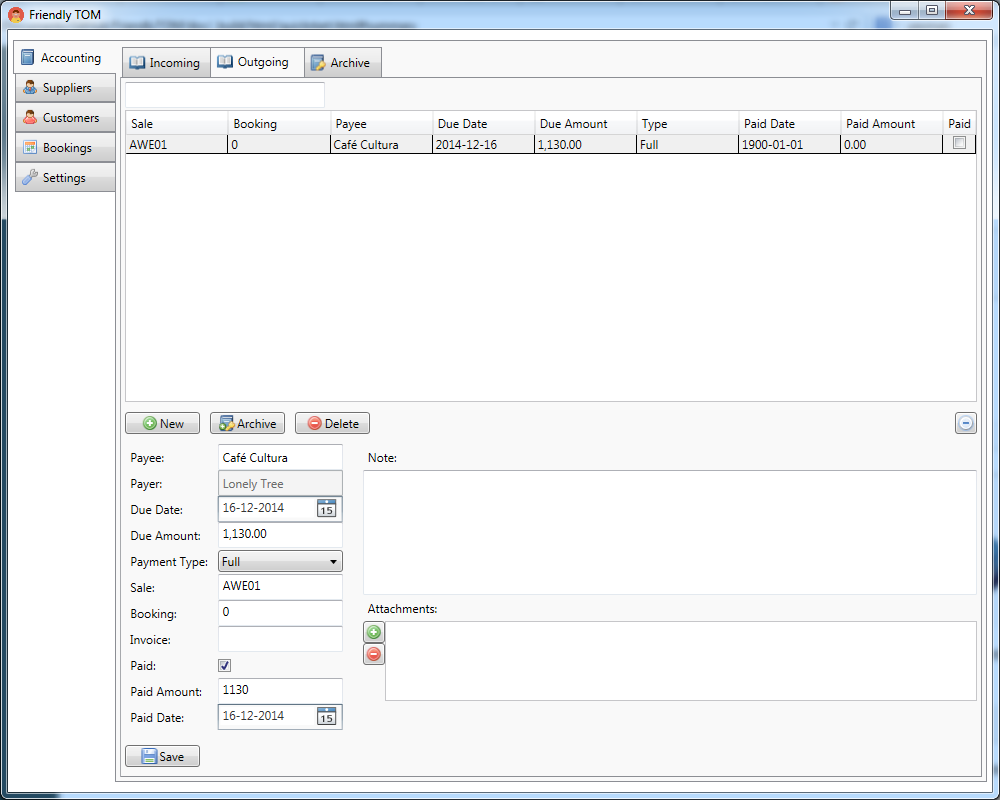 Friendly TOM
Accounting
Suppliers
Customers
Bookings
Settings
Incoming Outgoing Archive
Sale Booking Payee Due Date Due Amount Type Paid Date Paid Amount Paid
AWE01 0 Café Cultura 2014-12-16 1,130.00 Full 1900-01-01 0.00
New Archive Delete
Payee: Café Cultura
Payer: Lonely Tree
Due Date: 16-12-2014 15
Due Amount: 1,130.00
Payment Type: Full
Sale: AWE01
Booking: 0
Invoice:
Paid:
Paid Amount: 1130
Paid Date: 16-12-2014 15
Note:
Attachments:
Save